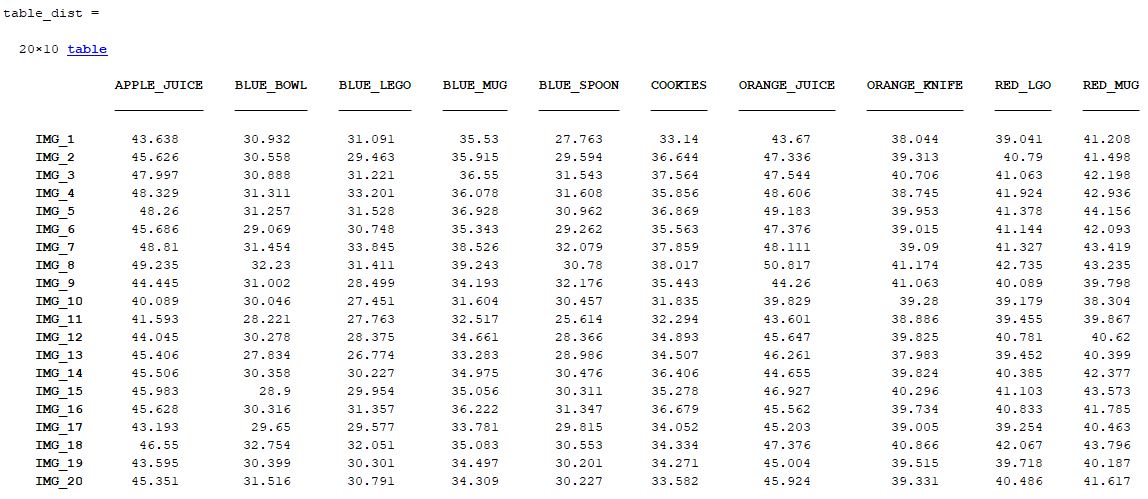 table_dist =
20×10 table
APPLE_JUICE BLUE_BOWL BLUE_LEGO BLUE_MUG BLUE_SPOON COOKIES ORANGE_JUICE ORANGE_KNIFE RED_LGO RED_MUG
IMG_1 43.638 30.932 31.091 35.53 27.763 33.14 43.67 38.044 39.041 41.208
IMG_2 45.626 30.558 29.463 35.915 29.594 36.644 47.336 39.313 40.79 41.498
IMG_3 47.997 30.888 31.221 36.55 31.543 37.564 47.544 40.706 41.063 42.198
IMG_4 48.329 31.311 33.201 36.078 31.608 35.856 48.606 38.745 41.924 42.936
IMG_5 48.26 31.257 31.528 36.928 30.962 36.869 49.183 39.953 41.378 44.156
IMG_6 45.686 29.069 30.748 35.343 29.262 35.563 47.376 39.015 41.144 42.093
IMG_7 48.81 31.454 33.845 38.526 32.079 37.859 48.111 39.09 41.327 43.419
IMG_8 49.235 32.23 31.411 39.243 30.78 38.017 50.817 41.174 42.735 43.235
IMG_9 44.445 31.002 28.499 34.193 32.176 35.443 44.26 41.063 40.089 39.798
IMG_10 40.089 30.046 27.451 31.604 30.457 31.835 39.829 39.28 39.179 38.304
IMG_11 41.593 28.221 27.763 32.517 25.614 32.294 43.601 38.886 39.455 39.867
IMG_12 44.045 30.278 28.375 34.661 28.366 34.893 45.647 39.825 40.781 40.62
IMG_13 45.406 27.834 26.774 33.283 28.986 34.507 46.261 37.983 39.452 40.399
IMG_14 45.506 30.358 30.227 34.975 30.476 36.406 44.655 39.824 40.385 42.377
IMG_15 45.983 28.9 29.954 35.056 30.311 35.278 46.927 40.296 41.103 43.573
IMG_16 45.628 30.316 31.357 36.222 31.347 36.679 45.562 39.734 40.833 41.785
IMG_17 43.193 29.65 29.577 33.781 29.815 34.052 45.203 39.005 39.254 40.463
IMG_18 46.55 32.754 32.051 35.083 30.553 34.334 47.376 40.866 42.067 43.796
IMG_19 43.595 30.399 30.301 34.497 30.201 34.271 45.004 39.515 39.718 40.187
IMG_20 45.351 31.516 30.791 34.309 30.227 33.582 45.924 39.331 40.486 41.617